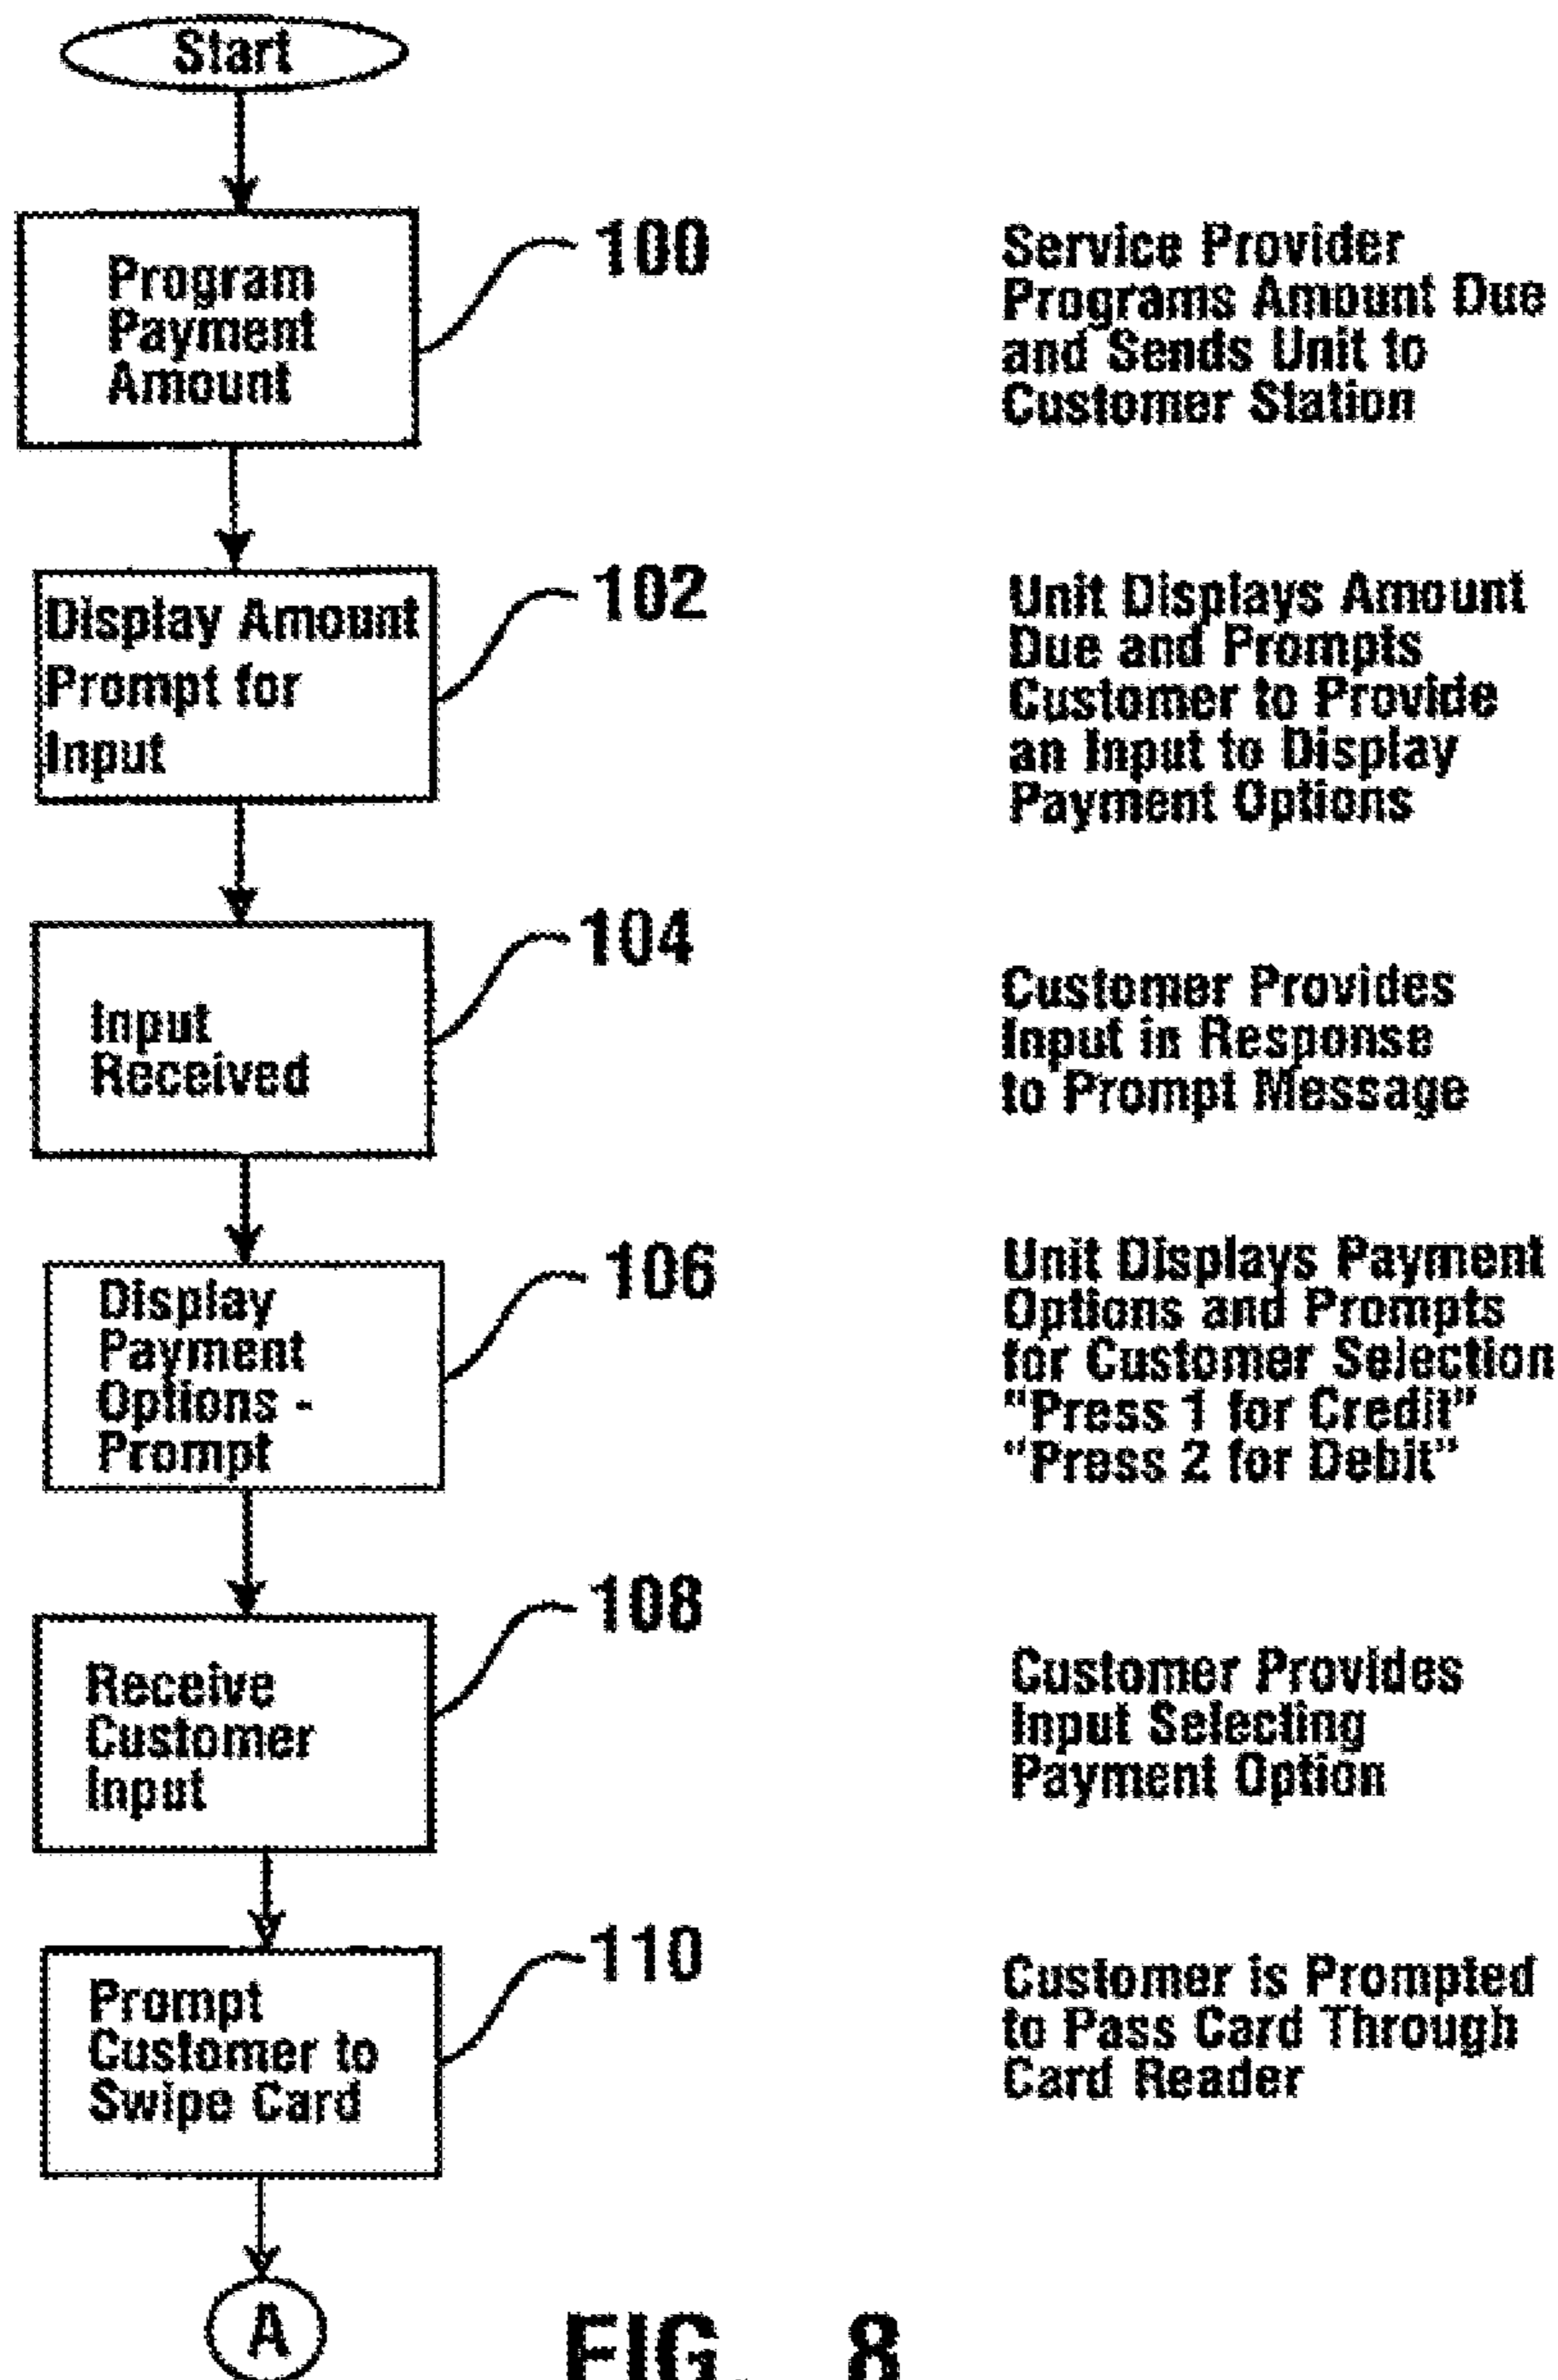 Start
Program
Payment
Amount
100
Service Provider
Programs Amount Due
and Sends Unit to
Customer Station
Display Amount
Prompt for
Input
102
Unit Displays Amount
Due and Prompts
Customer to Provide
an Input to Display
Payment Options
Input
Received
104
Customer Provides
Input in Response
to Prompt Message
Display
Payment
Options -
Prompt
106
Unit Displays Payment
Options and Prompts
for Customer Selection
"Press 1 for Credit"
"Press 2 for Debit"
Receive
Customer
Input
108
Customer Provides
Input Selecting
Payment Option
Prompt
Customer to
Swipe Card
110
Customer is Prompted
to Pass Card Through
Card Reader
A
FIG. 8